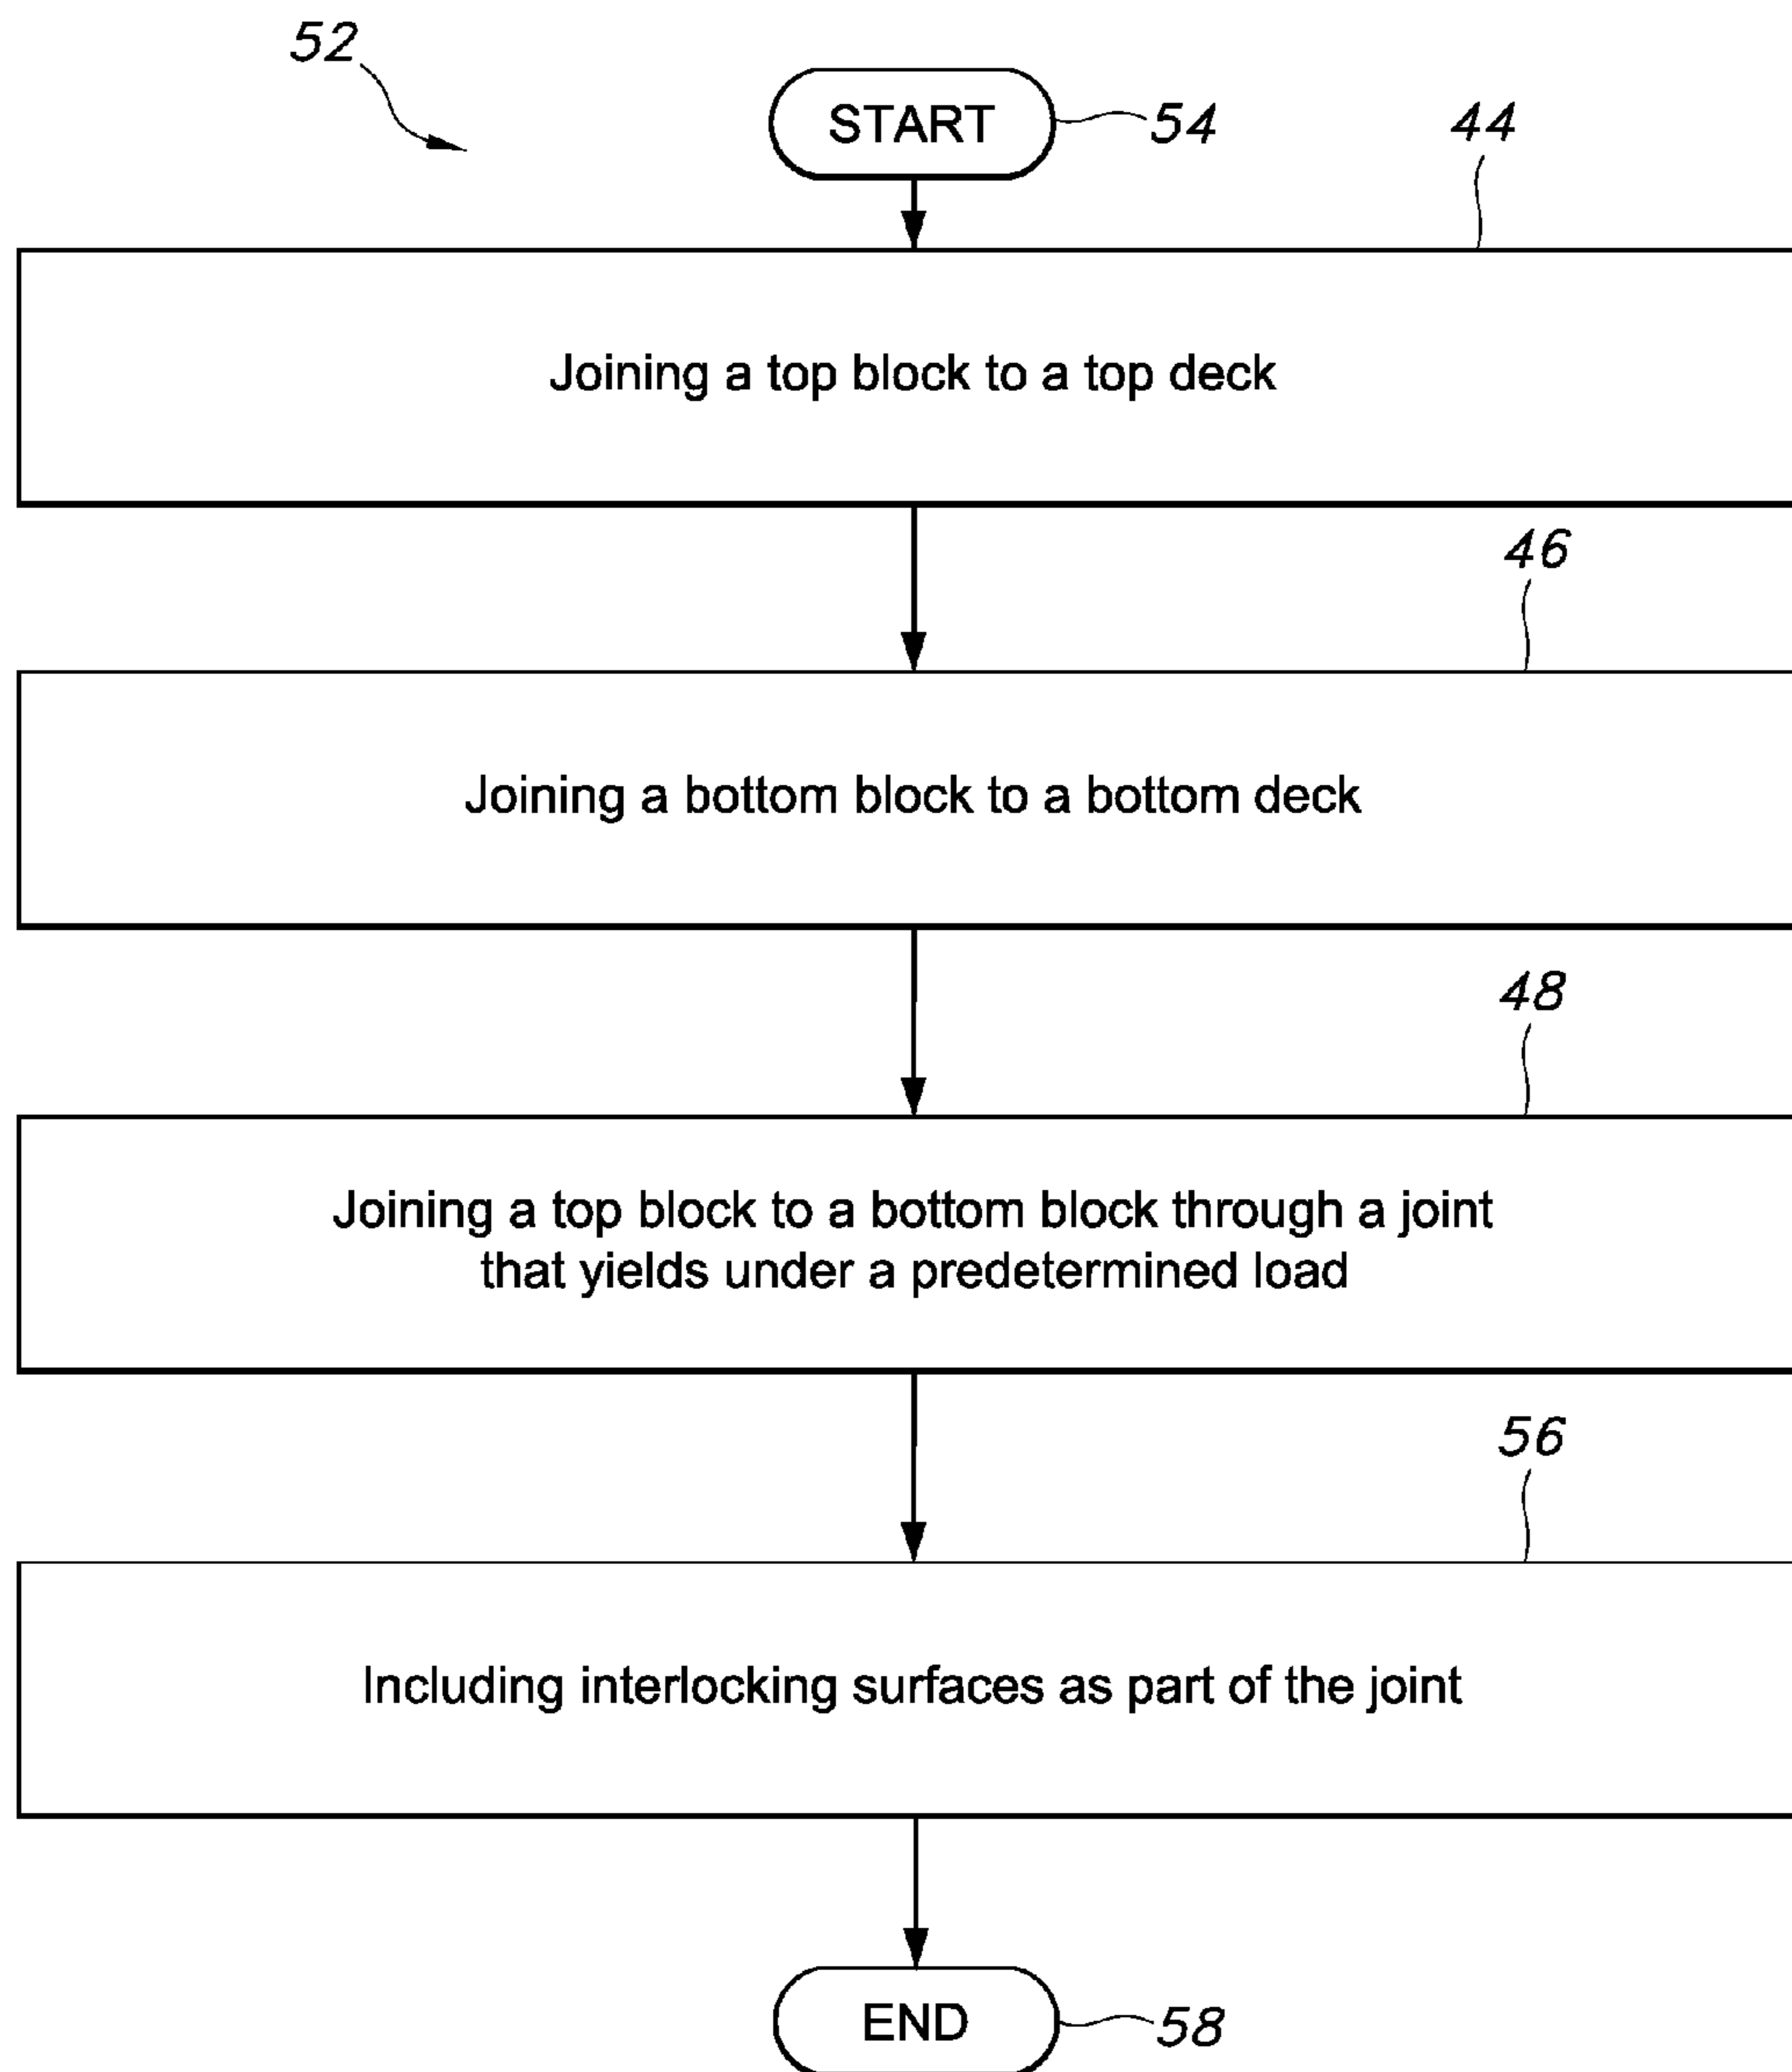 52
START
54
44
Joining a top block to a top deck
46
Joining a bottom block to a bottom deck
48
Joining a top block to a bottom block through a joint
that yields under a predetermined load
56
Including interlocking surfaces as part of the joint
END
58